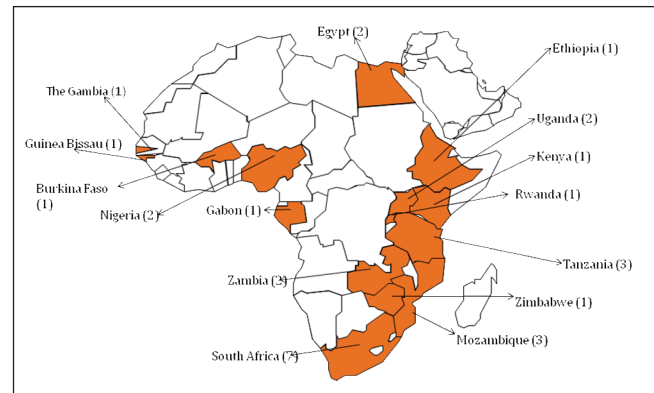 Egypt (2)
Ethiopia (1)
The Gambia (1)
Uganda (2)
Guinea Bissau (1)
Kenya (1)
Burkina Faso
(1)
Rwanda (1)
Nigeria (2)
Gabon (1)
Tanzania (3)
Zambia (2)
Zimbabwe (1)
Mozambique (3)
South Africa (7)